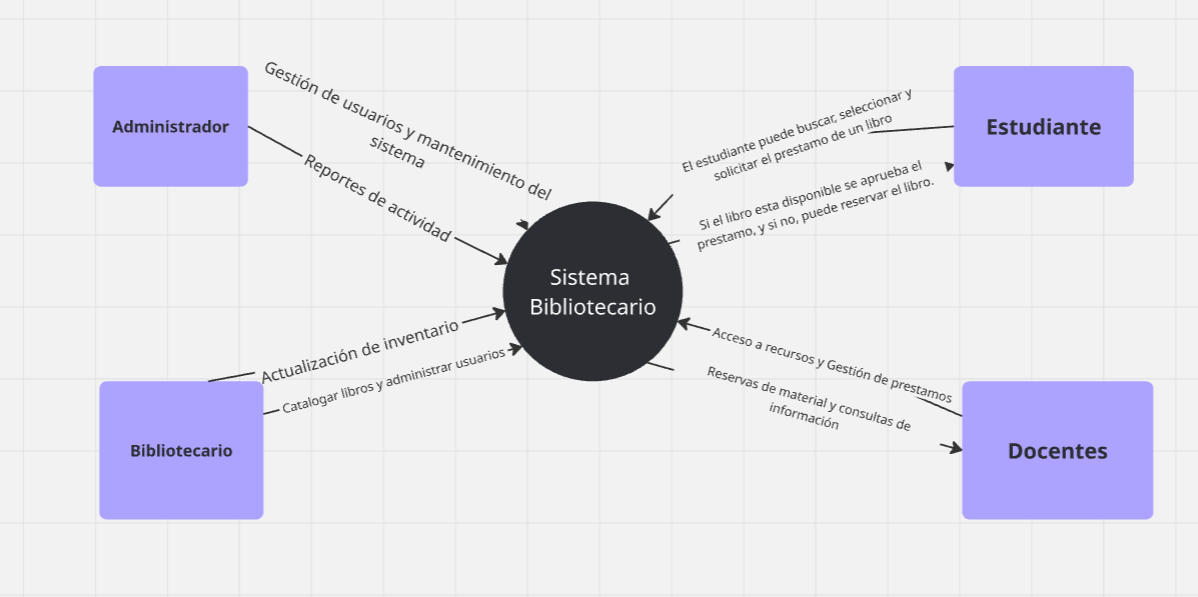 Administrador
Gestión de usuarios y mantenimiento del
sistema
Reportes de actividad
El estudiante puede buscar, seleccionar y
solicitar el prestamo de un libro
Estudiante
Si el libro esta disponible se aprueba el
prestamo, y si no, puede reservar el libro.
Sistema
Bibliotecario
Actualización de inventario
Catalogar libros y administrar usuarios
Bibliotecario
Acceso a recursos y Gestión de prestamos
Reservas de material y consultas de
información
Docentes